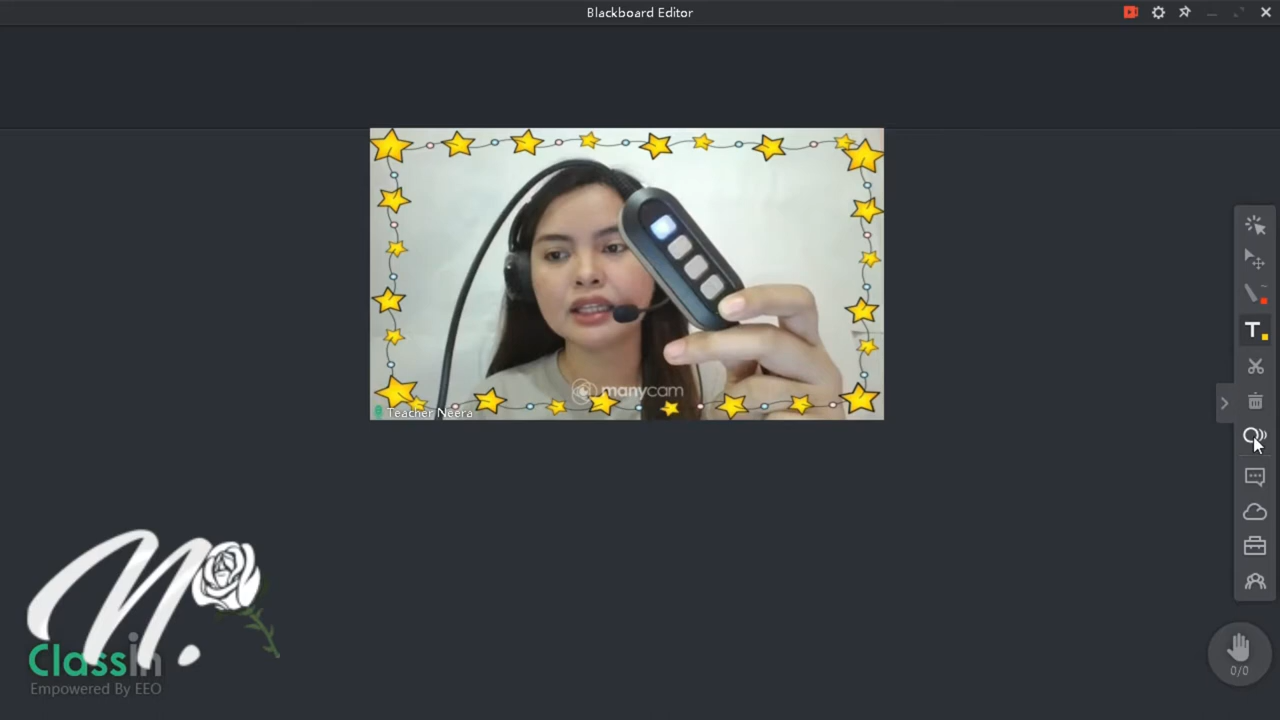 Blackboard Editor
manycam
Teacher Neera
T
N.
ClassIn
Empowered By EEO
0/0